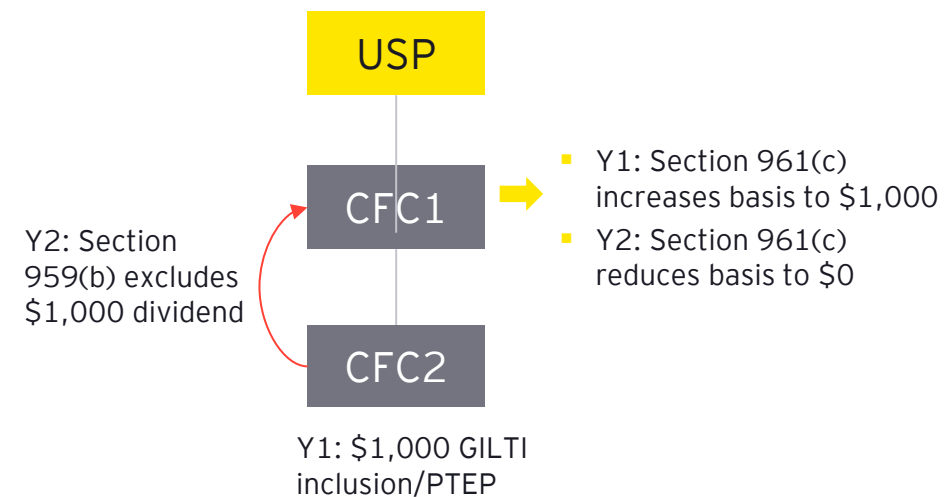 USP
CFC1
▪ Y1: Section 961(c)
increases basis to $1,000
▪ Y2: Section 961(c)
reduces basis to $0
Y2: Section
959(b) excludes
$1,000 dividend
CFC2
Y1: $1,000 GILTI
inclusion/PTEP